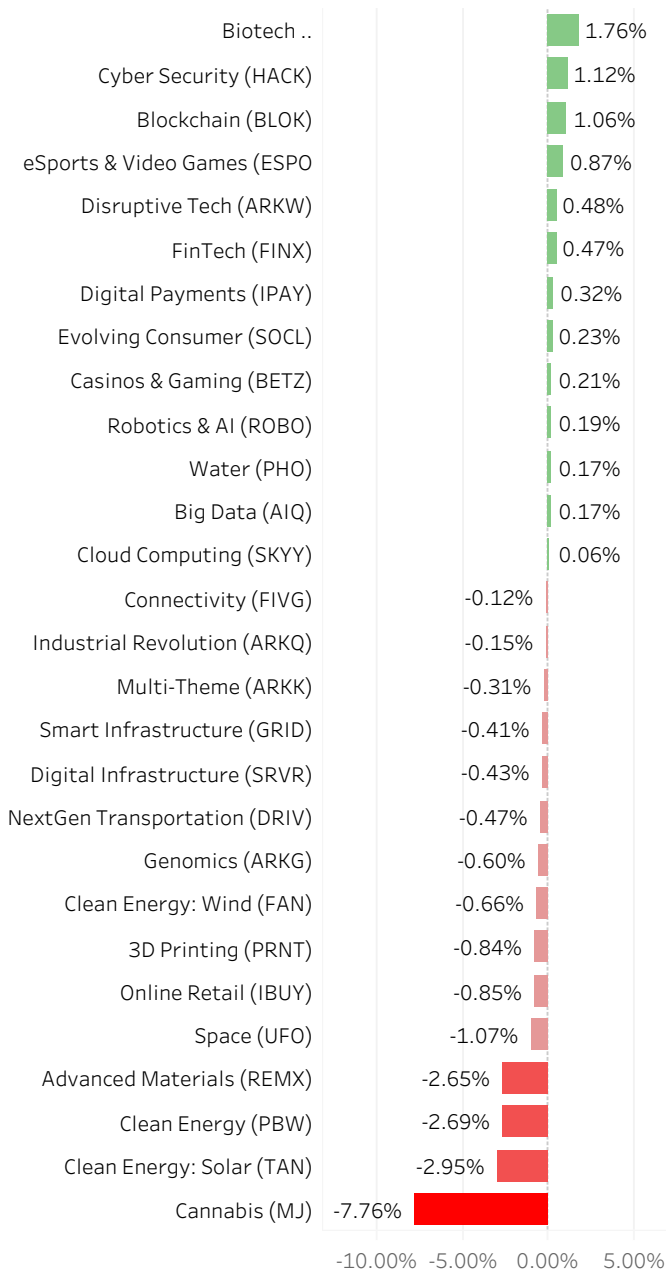 Biotech .. 1.76%
Cyber Security (HACK) 1.12%
Blockchain (BLOK) 1.06%
eSports & Video Games (ESPO 0.87%
Disruptive Tech (ARKW) 0.48%
FinTech (FINX) 0.47%
Digital Payments (IPAY) 0.32%
Evolving Consumer (SOCL) 0.23%
Casinos & Gaming (BETZ) 0.21%
Robotics & AI (ROBO) 0.19%
Water (PHO) 0.17%
Big Data (AIQ) 0.17%
Cloud Computing (SKYY) 0.06%
Connectivity (FIVG) -0.12%
Industrial Revolution (ARKQ) -0.15%
Multi-Theme (ARKK) -0.31%
Smart Infrastructure (GRID) -0.41%
Digital Infrastructure (SRVR) -0.43%
NextGen Transportation (DRIV) -0.47%
Genomics (ARKG) -0.60%
Clean Energy: Wind (FAN) -0.66%
3D Printing (PRNT) -0.84%
Online Retail (IBUY) -0.85%
Space (UFO) -1.07%
Advanced Materials (REMX) -2.65%
Clean Energy (PBW) -2.69%
Clean Energy: Solar (TAN) -2.95%
Cannabis (MJ) -7.76%
-10.00% -5.00% 0.00% 5.00%